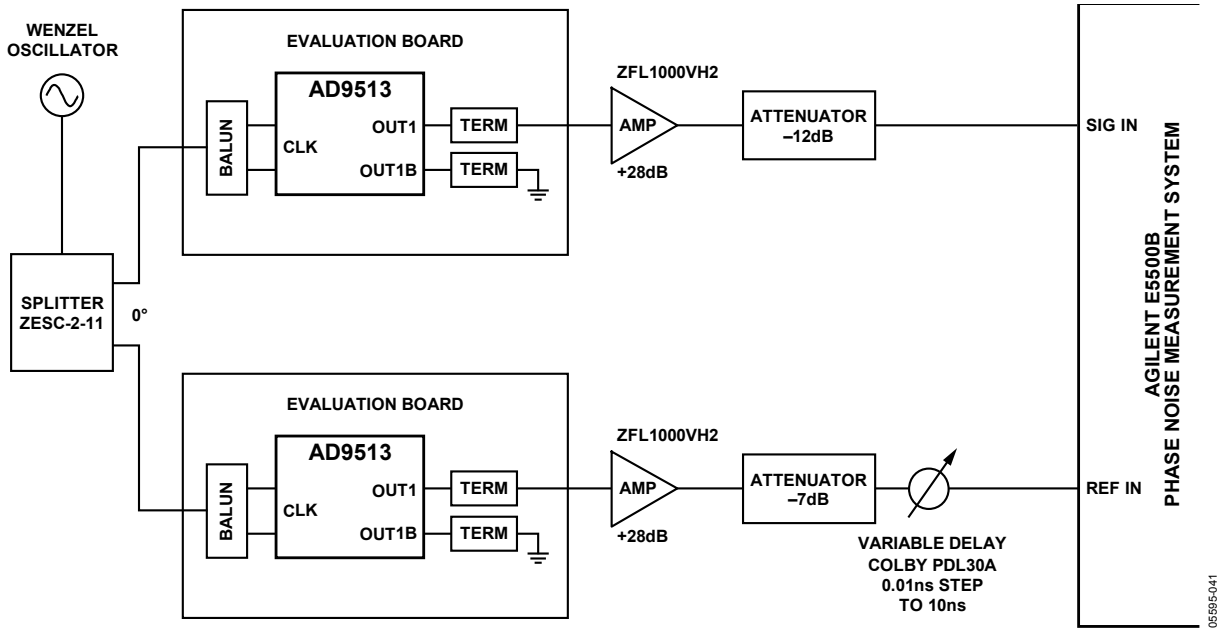 WENZEL
OSCILLATOR
SPLITTER
ZESC-2-11
0°
EVALUATION BOARD
BALUN
AD9513
CLK
OUT1
OUT1B
TERM
TERM
ZFL1000VH2
AMP
+28dB
ATTENUATOR
–12dB
SIG IN
EVALUATION BOARD
BALUN
AD9513
CLK
OUT1
OUT1B
TERM
TERM
ZFL1000VH2
AMP
+28dB
ATTENUATOR
–7dB
VARIABLE DELAY
COLBY PDL30A
0.01ns STEP
TO 10ns
REF IN
AGILENT E5500B
PHASE NOISE MEASUREMENT SYSTEM
05595-041